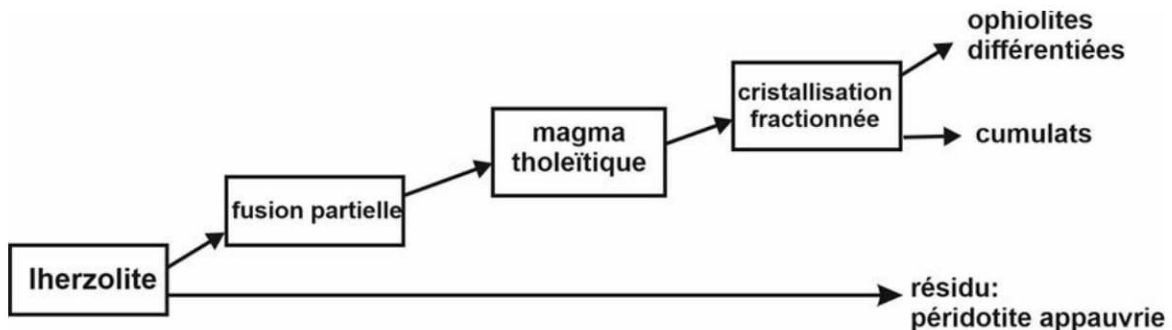 ophiolites
différentiées
cristallisation
fractionnée
cumulats
magma
tholeïtique
fusion partielle
lherzolite
résidu:
péridotite appauvrie